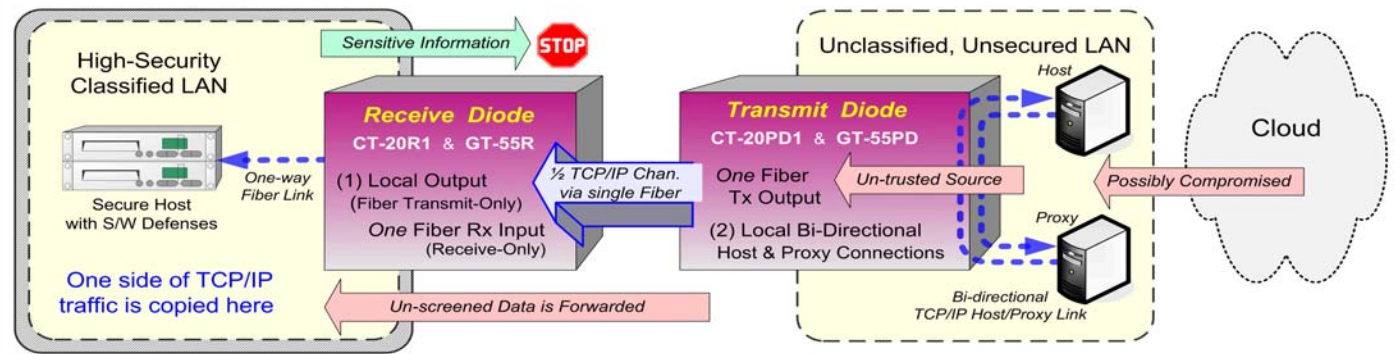 High-Security
Classified LAN
Sensitive Information
STOP
Unclassified, Unsecured LAN
Host
Receive Diode
CT-20R1 & GT-55R
Transmit Diode
CT-20PD1 & GT-55PD
Cloud
One-way
Fiber Link
(1) Local Output
(Fiber Transmit-Only)
½ TCP/IP Chan.
via single Fiber
One Fiber
Tx Output
Un-trusted Source
Possibly Compromised
Secure Host
with S/W Defenses
One Fiber Rx Input
(Receive-Only)
(2) Local Bi-Directional
Host & Proxy Connections
Proxy
One side of TCP/IP
traffic is copied here
Un-screened Data is Forwarded
Bi-directional
TCP/IP Host/Proxy Link